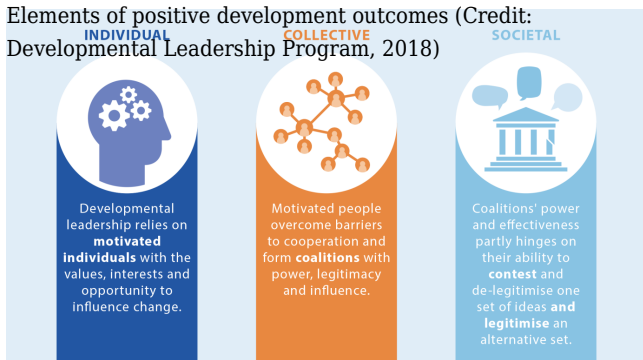 Elements of positive development outcomes (Credit:
Developmental Leadership Program, 2018)
INDIVIDUAL
COLLECTIVE
SOCIETAL
Developmental
leadership relies on
motivated
individuals with the
values, interests and
opportunity to
influence change.
Motivated people
overcome barriers
to cooperation and
form coalitions with
power, legitimacy
and influence.
Coalitions' power
and effectiveness
partly hinges on
their ability to
contest and
de-legitimise one
set of ideas and
legitimise an
alternative set.